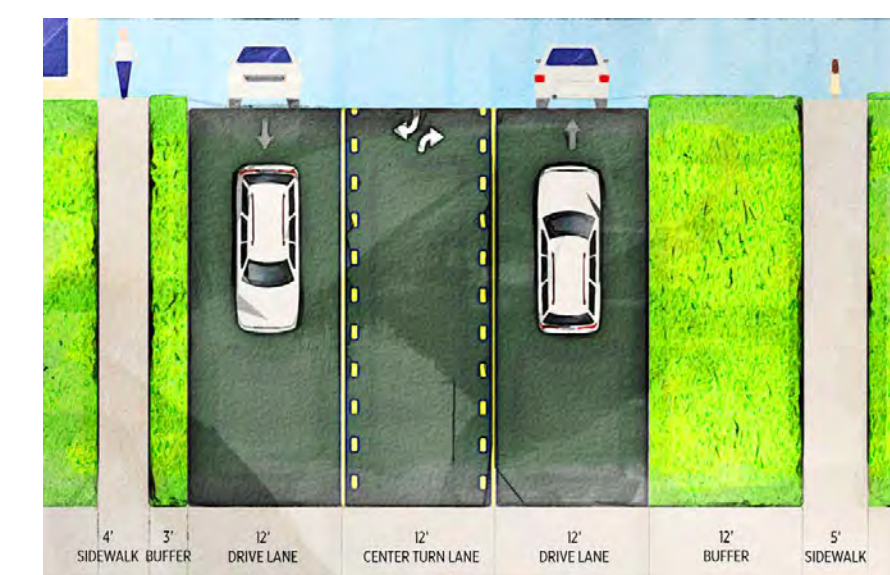 4'
SIDEWALK
3'
BUFFER
12'
DRIVE LANE
12'
CENTER TURN LANE
12'
DRIVE LANE
12'
BUFFER
5'
SIDEWALK